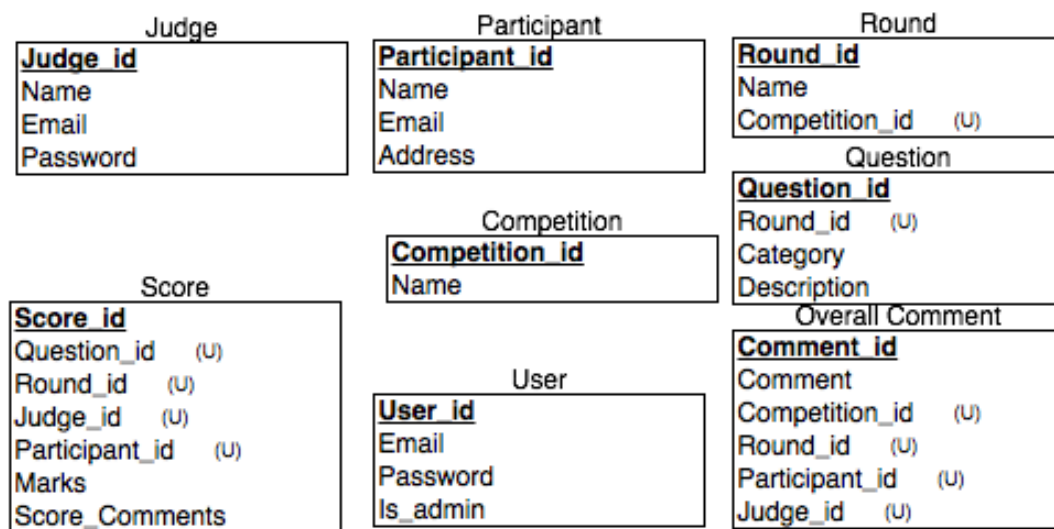 Judge
Judge_id
Name
Email
Password
Participant
Participant_id
Name
Email
Address
Round
Round_id
Name
Competition_id (U)
Question
Question_id
Round_id (U)
Category
Description
Competition
Competition_id
Name
Score
Score_id
Question_id (U)
Round_id (U)
Judge_id (U)
Participant_id (U)
Marks
Score_Comments
User
User_id
Email
Password
Is_admin
Overall Comment
Comment_id
Comment
Competition_id (U)
Round_id (U)
Participant_id (U)
Judge_id (U)